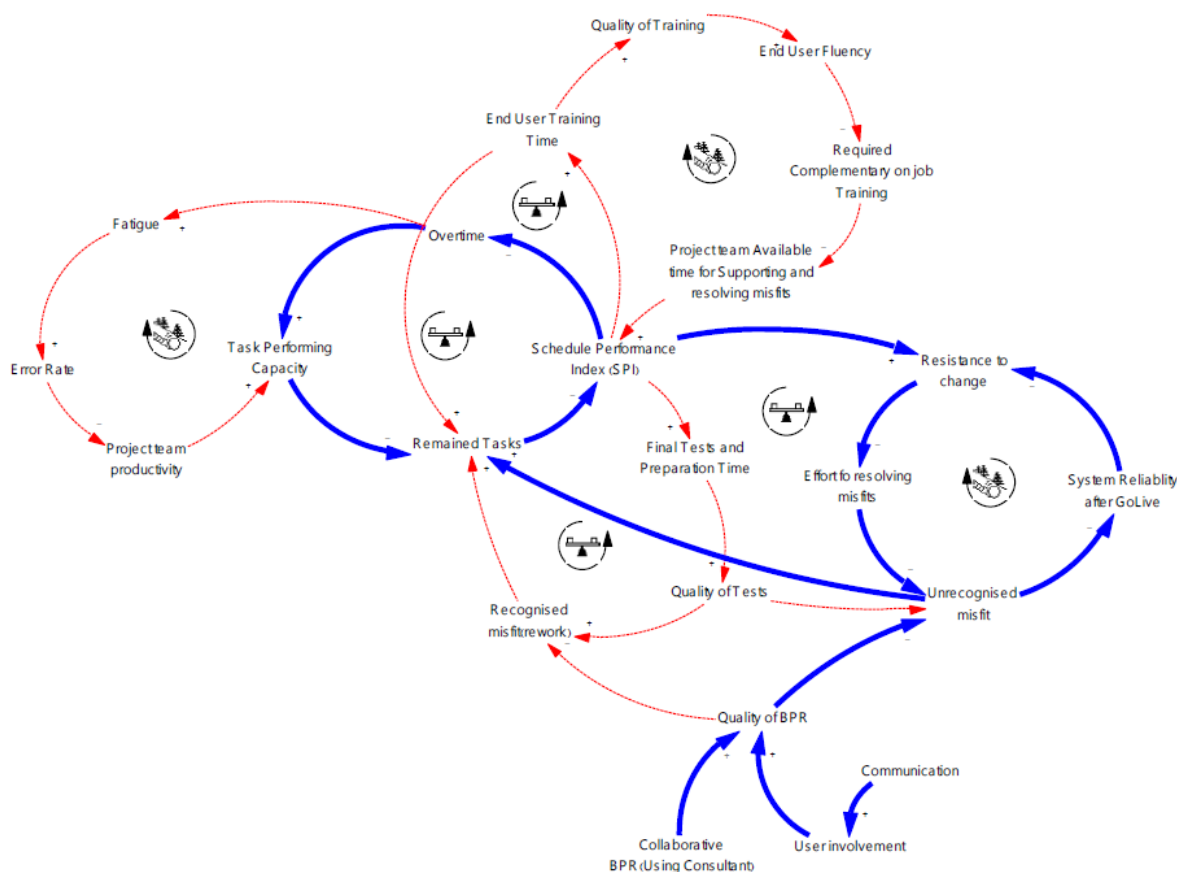 Quality of Training
End User Fluency
End User Training
Time
Required
Complementary on job
Training
Fatigue
Overtime
Project team Available
time for Supporting and
resolving misfits
Error Rate
Task Performing
Capacity
Schedule Performance
Index (SPI)
Resistance to
change
Project team
productivity
Remained Tasks
Final Tests and
Preparation Time
Effort fo resolving
misfits
System Reliablity
after GoLive
Recognised
misfit(rework)
Quality of Tests
Unrecognised
misfit
Quality of BPR
Communication
Collaborative
BPR (Using Consultant)
User involvement